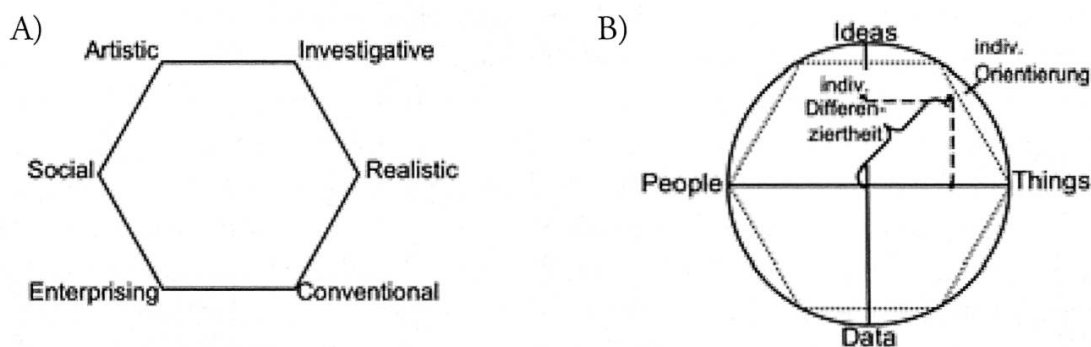 A)
Artistic
Investigative
Social
Realistic
Enterprising
Conventional
B)
Ideas
indiv.
Orientierung
indiv.
Differen-
ziertheit
People
Things
Data